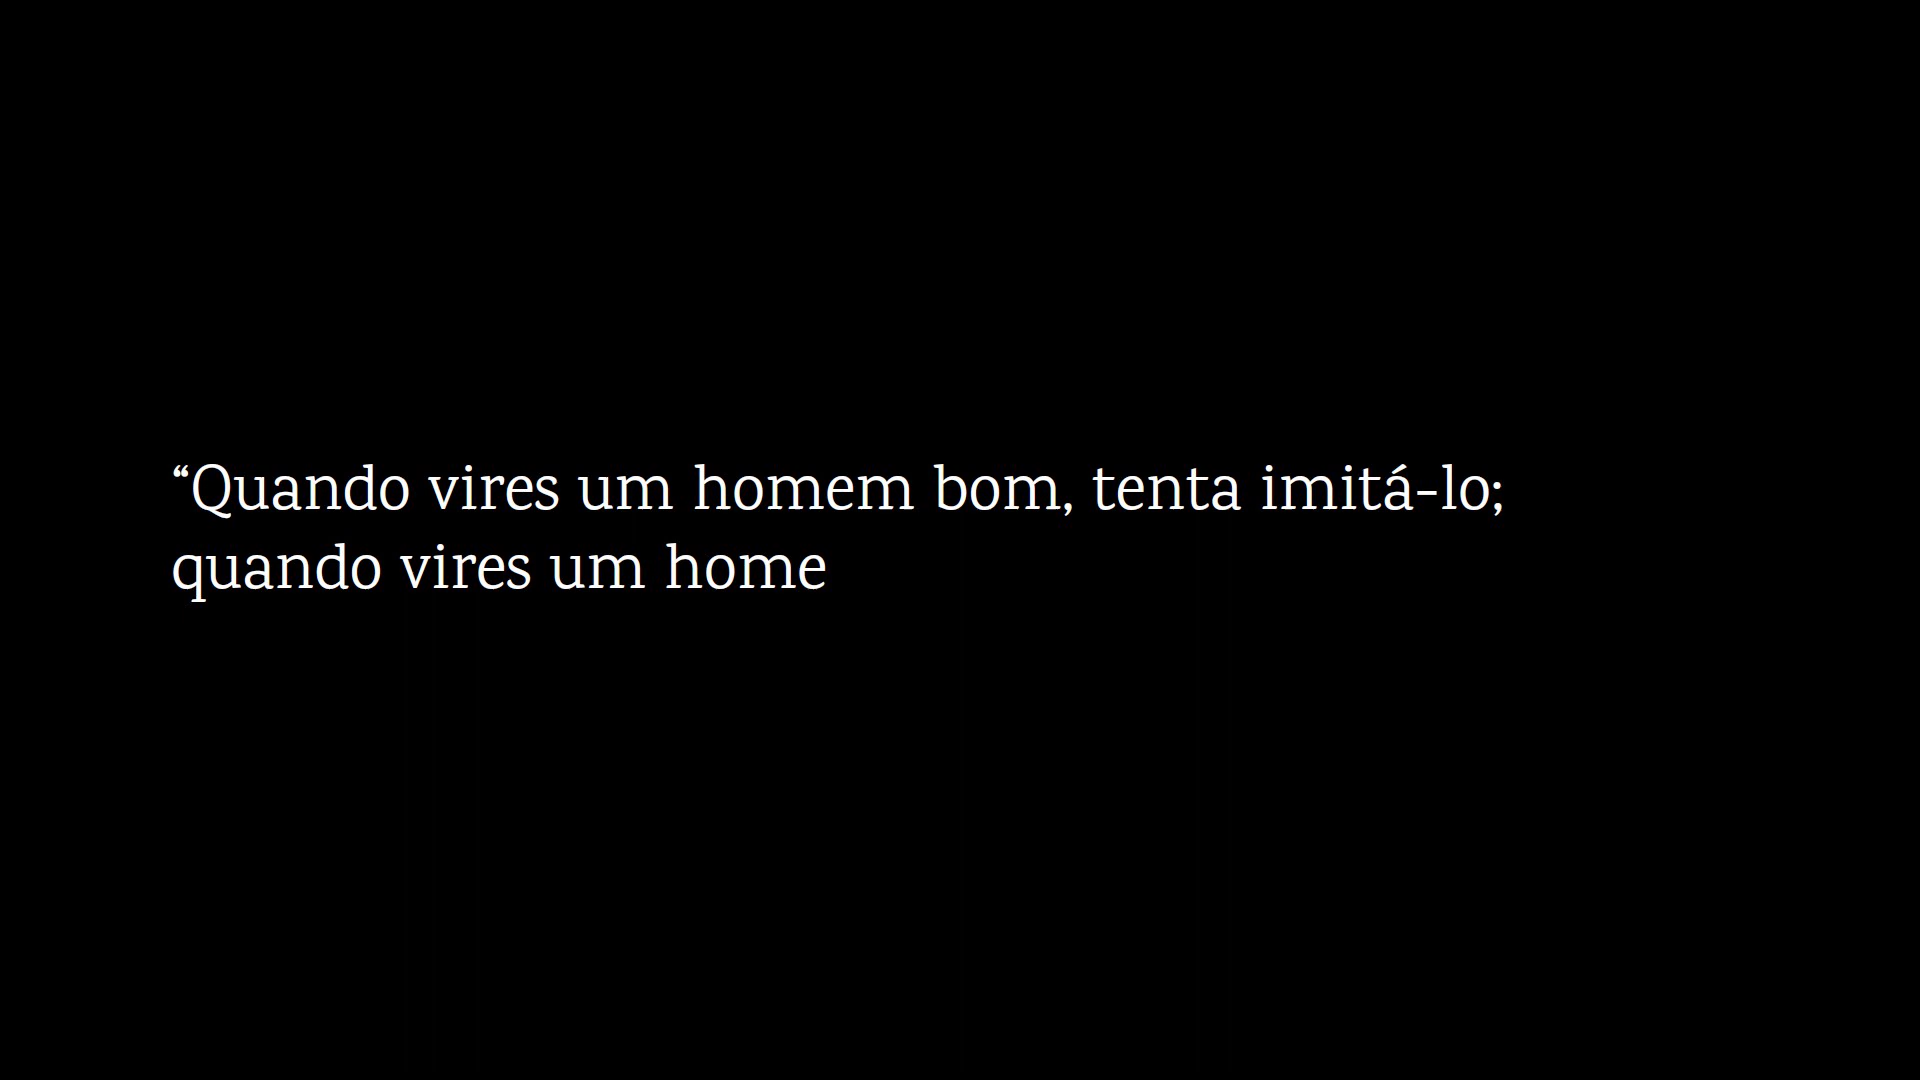 “Quando vires um homem bom, tenta imitá-lo;
quando vires um home